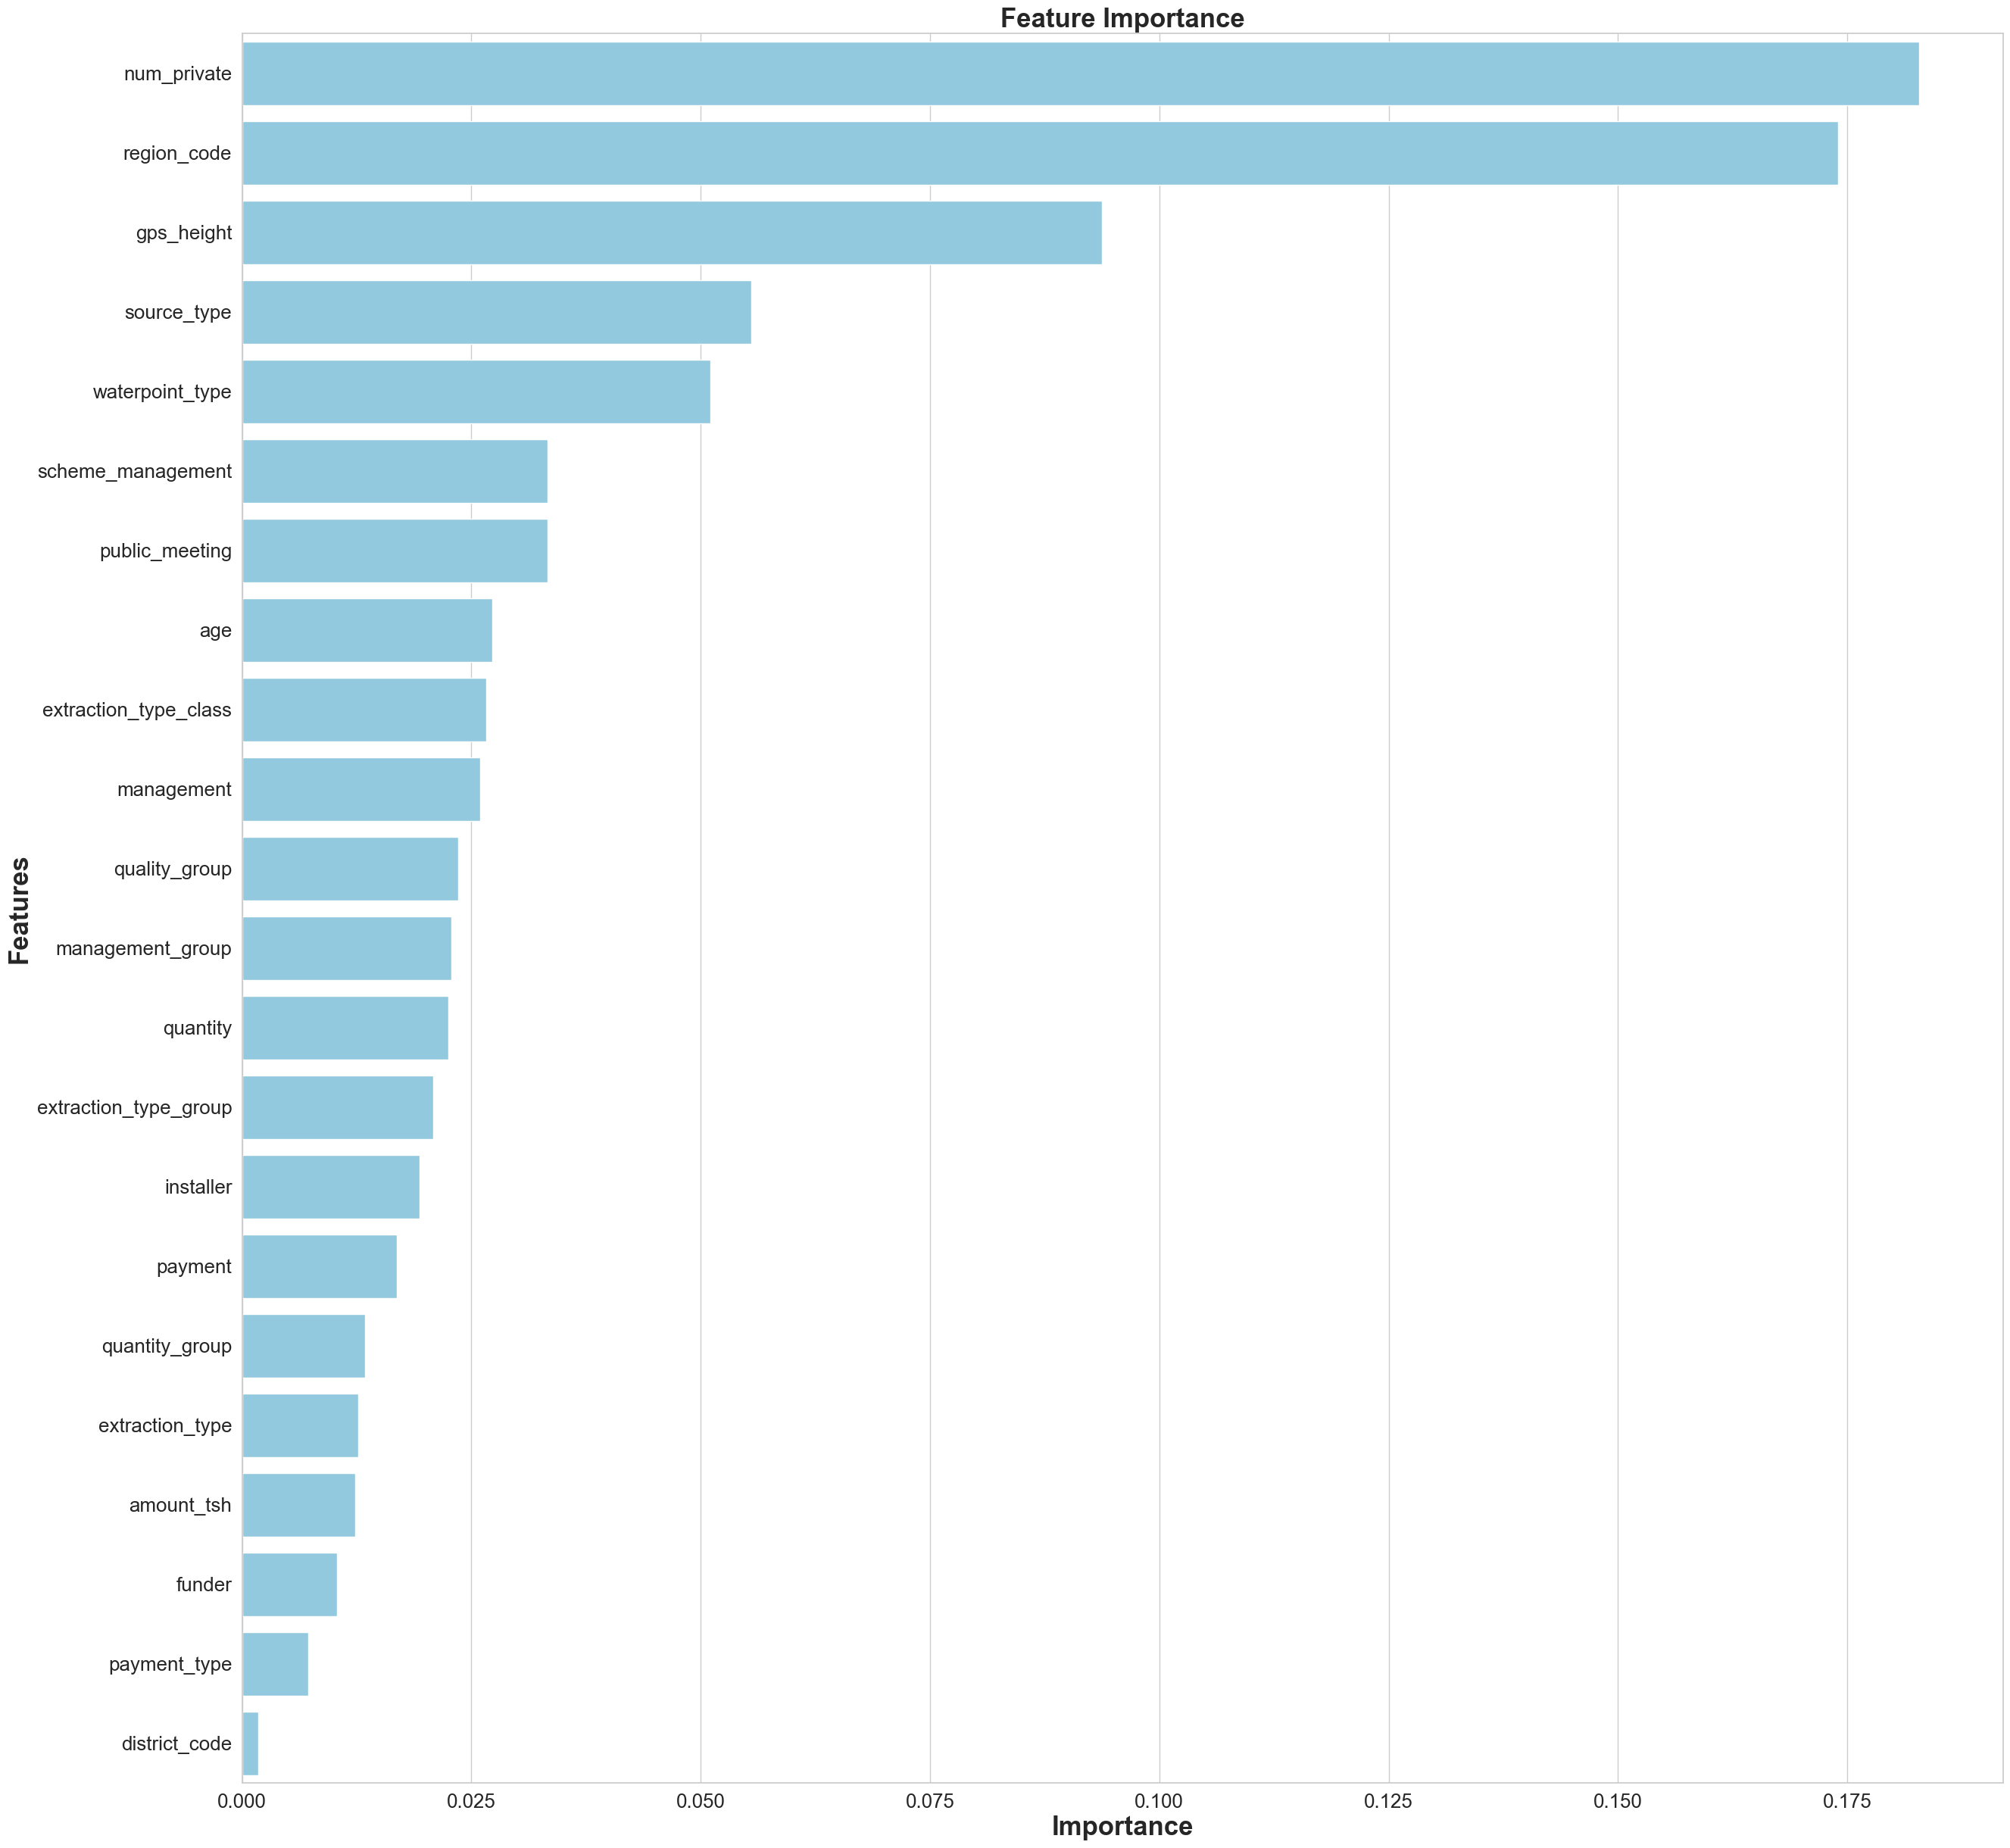 Feature Importance
num_private
region_code
gps_height
source_type
waterpoint_type
scheme_management
public_meeting
age
extraction_type_class
management
quality_group
management_group
quantity
extraction_type_group
installer
payment
quantity_group
extraction_type
amount_tsh
funder
payment_type
district_code
Features
0.000 0.025 0.050 0.075 0.100 0.125 0.150 0.175
Importance